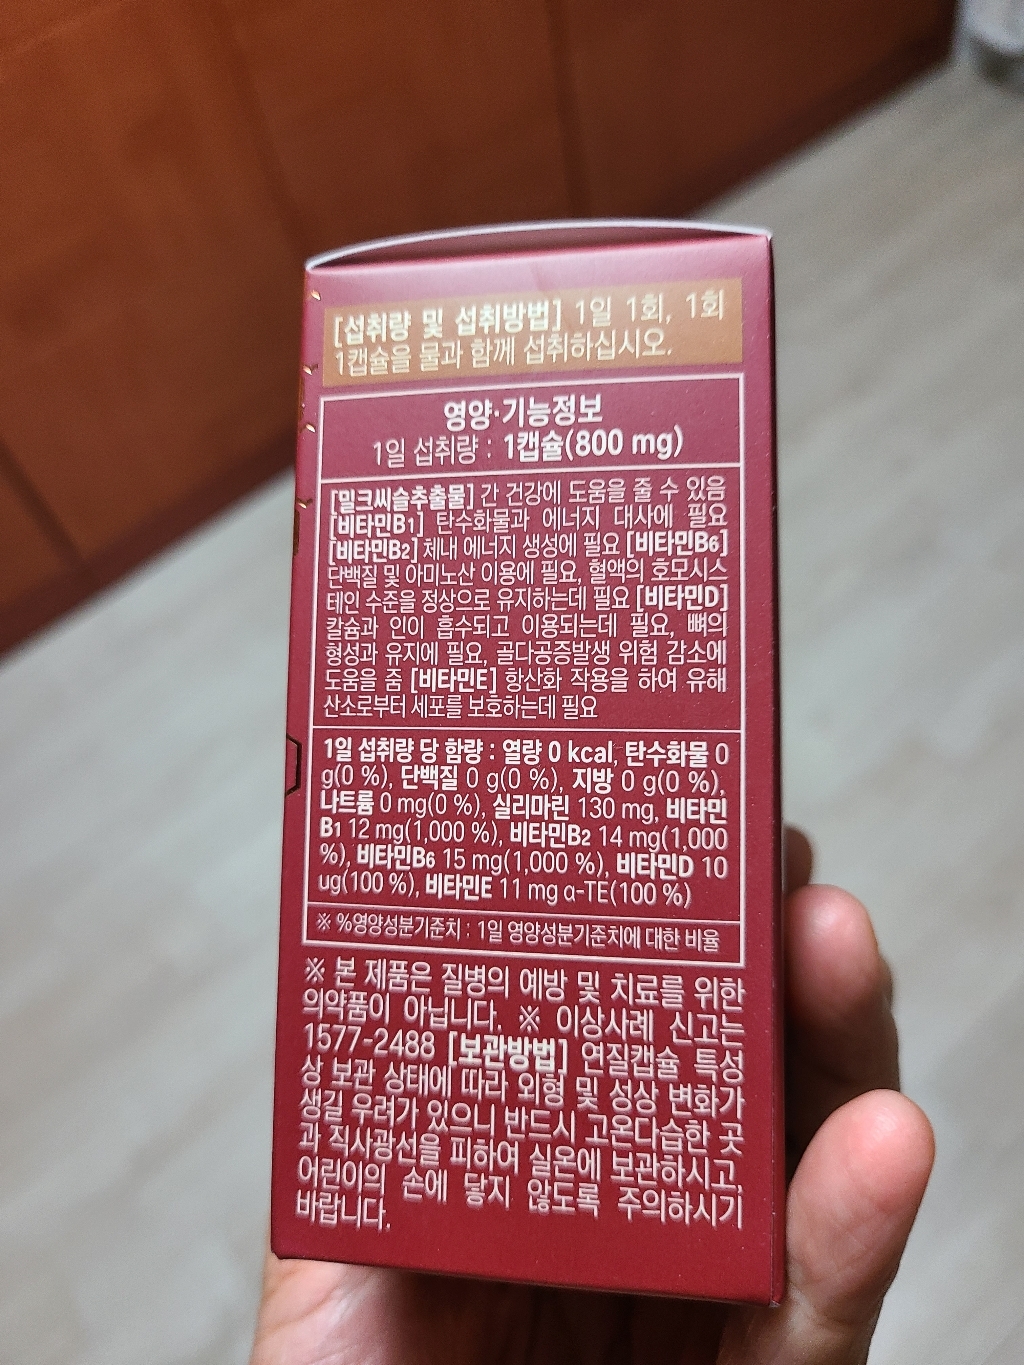 [섭취량 및 섭취방법] 1일 1회, 1회
1캡슐을 물과 함께 섭취하십시오.
영양·기능정보
1일 섭취량 : 1캡슐(800 mg)
[밀크씨슬추출물] 간 건강에 도움을 줄 수 있음
[비타민B1] 탄수화물과 에너지 대사에 필요
[비타민B2] 체내 에너지 생성에 필요 [비타민B6]
단백질 및 아미노산 이용에 필요, 혈액의 호모시스
테인 수준을 정상으로 유지하는데 필요 [비타민D]
칼슘과 인이 흡수되고 이용되는데 필요, 뼈의
형성과 유지에 필요, 골다공증발생 위험 감소에
도움을 줌 [비타민E] 항산화 작용을 하여 유해
산소로부터 세포를 보호하는데 필요
1일 섭취량 당 함량 : 열량 0 kcal, 탄수화물 0
g(0 %), 단백질 0 g(0 %), 지방 0 g(0 %),
나트륨 0 mg(0 %), 실리마린 130 mg, 비타민
B1 12 mg(1,000 %), 비타민B2 14 mg(1,000
%), 비타민B6 15 mg(1,000 %), 비타민D 10
ug(100 %), 비타민E 11 mg α-TE(100 %)
※ %영양성분기준치 : 1일 영양성분기준치에 대한 비율
※ 본 제품은 질병의 예방 및 치료를 위한
의약품이 아닙니다. ※ 이상사례 신고는
1577-2488 [보관방법] 연질캡슐 특성
상 보관 상태에 따라 외형 및 성상 변화가
생길 우려가 있으니 반드시 고온다습한 곳
과 직사광선을 피하여 실온에 보관하시고,
어린이의 손에 닿지 않도록 주의하시기
바랍니다.